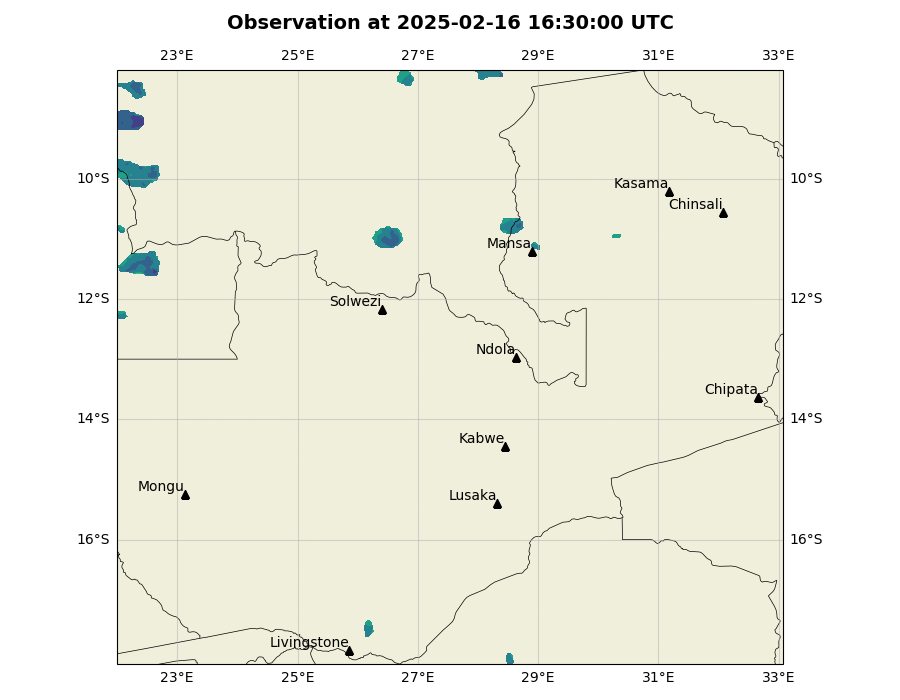 Observation at 2025-02-16 16:30:00 UTC
23°E 25°E 27°E 29°E 31°E 33°E
10°S 10°S
Kasama
Chinsali
Mansa
12°S 12°S
Solwezi
Ndola
Chipata
14°S 14°S
Kabwe
Mongu
Lusaka
16°S 16°S
Livingstone
23°E 25°E 27°E 29°E 31°E 33°E